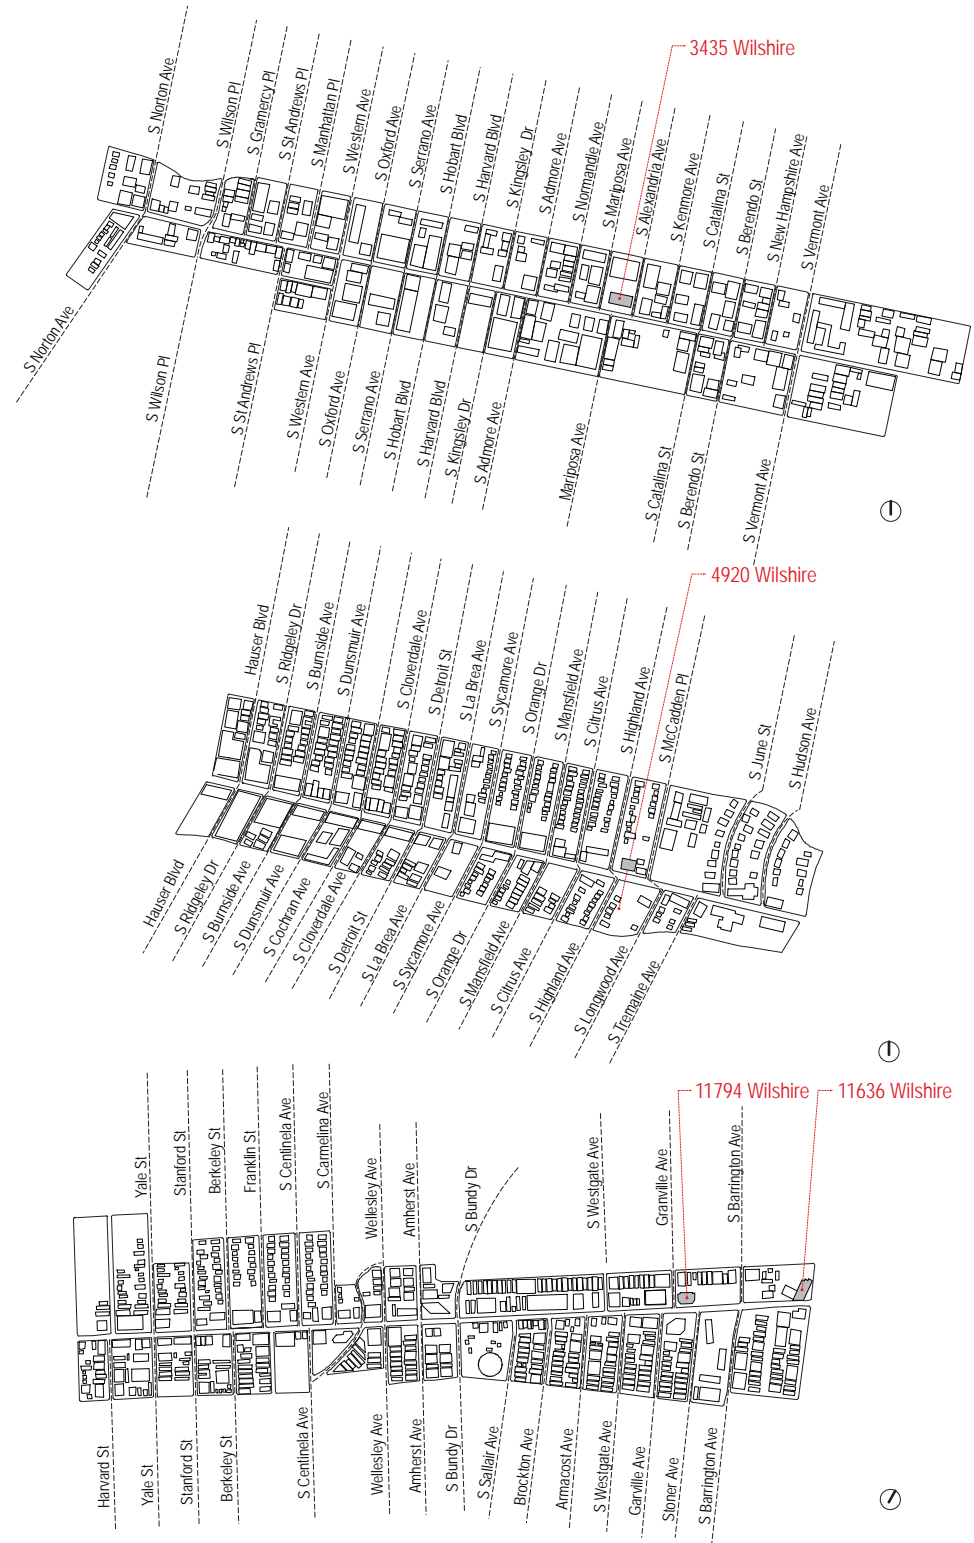 3435 Wilshire
S Norton Ave
S Wilson Pl
S Gramercy Pl
S St Andrews Pl
S Manhattan Pl
S Western Ave
S Oxford Ave
S Serrano Ave
S Hobart Blvd
S Harvard Blvd
S Kingsley Dr
S Admore Ave
S Normandie Ave
S Mariposa Ave
S Alexandria Ave
S Kenmore Ave
S Catalina St
S Berendo St
S New Hampshire Ave
S Vermont Ave
S Norton Ave
S Wilson Pl
S St Andrews Pl
S Western Ave
S Oxford Ave
S Serrano Ave
S Hobart Blvd
S Harvard Blvd
S Kingsley Dr
S Admore Ave
Mariposa Ave
S Catalina St
S Berendo St
S Vermont Ave
4920 Wilshire
Hauser Blvd
S Ridgeley Dr
S Burnside Ave
S Dunsmuir Ave
S Cloverdale Ave
S Detroit St
S La Brea Ave
S Sycamore Ave
S Orange Dr
S Mansfield Ave
S Citrus Ave
S Highland Ave
S McCadden Pl
S June St
S Hudson Ave
Hauser Blvd
S Ridgeley Dr
S Burnside Ave
S Dunsmuir Ave
S Cochran Ave
S Cloverdale Ave
S Detroit St
S La Brea Ave
S Sycamore Ave
S Orange Dr
S Mansfield Ave
S Citrus Ave
S Highland Ave
S Longwood Ave
S Tremaine Ave
11794 Wilshire
11636 Wilshire
Yale St
Stanford St
Berkeley St
Franklin St
S Centinela Ave
S Carmelina Ave
Wellesley Ave
Amherst Ave
S Bundy Dr
S Westgate Ave
Granville Ave
S Barrington Ave
Harvard St
Yale St
Stanford St
Berkeley St
S Centinela Ave
Wellesley Ave
Amherst Ave
S Bundy Dr
S Sallair Ave
Brockton Ave
Armacost Ave
S Westgate Ave
Garville Ave
Stoner Ave
S Barrington Ave